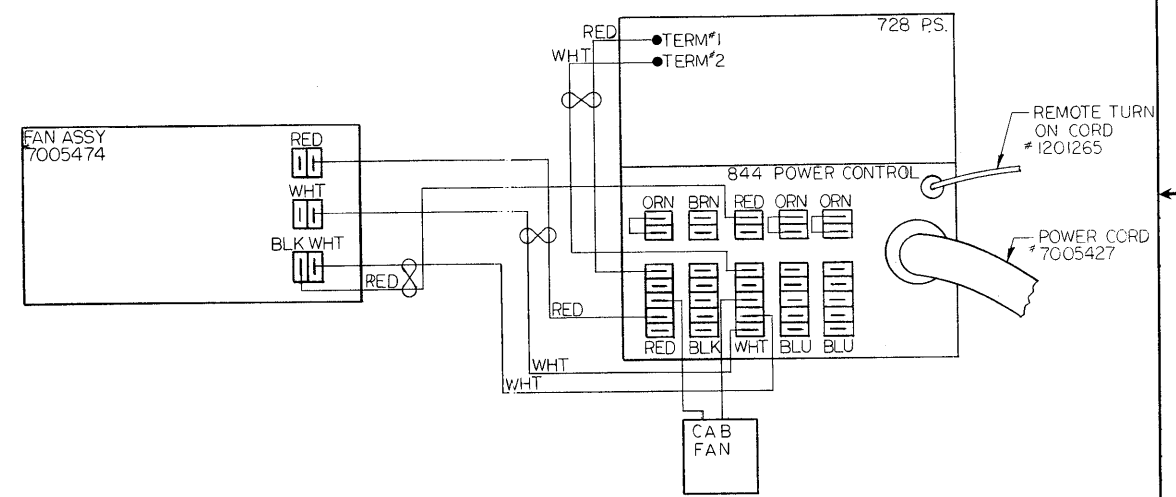 728 P.S.
RED
TERM#1
WHT
TERM#2
REMOTE TURN
ON CORD
#1201265
FAN ASSY
7005474
RED
WHT
BLK WHT
RED
844 POWER CONTROL
ORN BRN RED ORN ORN
POWER CORD
#7005427
RED
RED BLK WHT BLU BLU
WHT
WHT
CAB
FAN